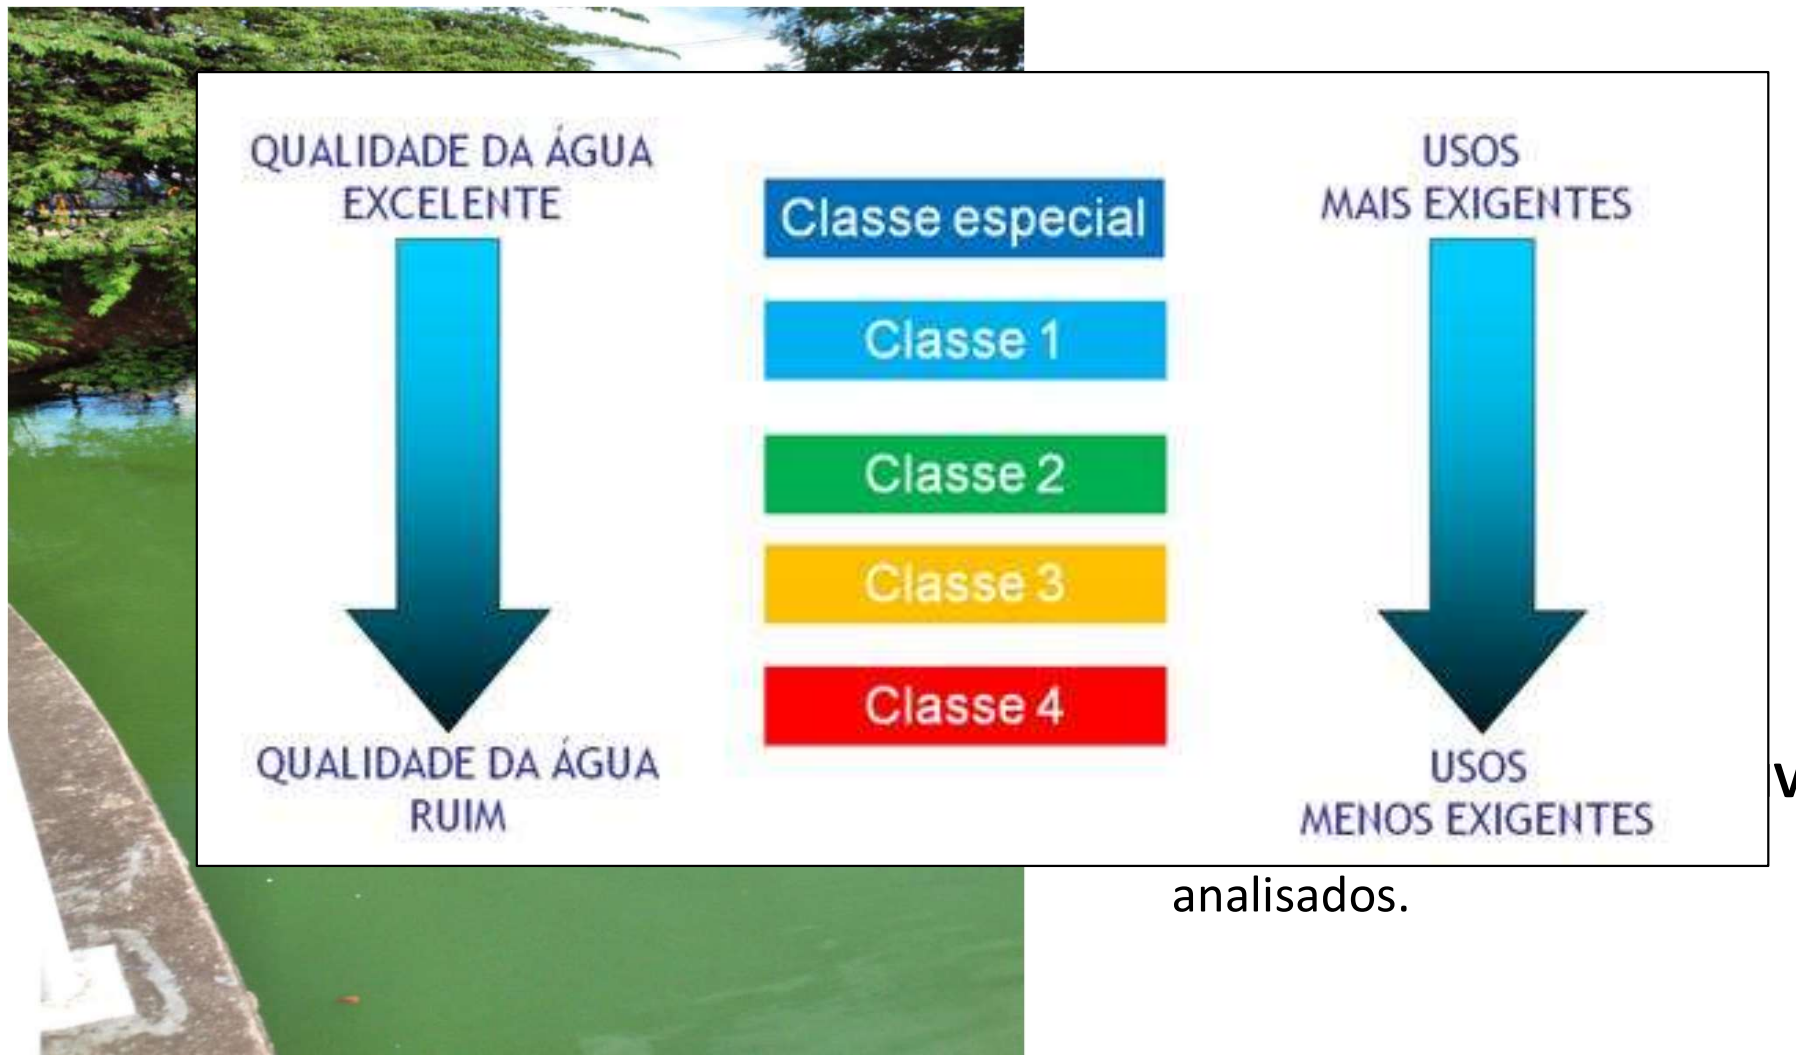 QUALIDADE DA ÁGUA
EXCELENTE
USOS
MAIS EXIGENTES
Classe especial
Classe 1
Classe 2
Classe 3
Classe 4
QUALIDADE DA ÁGUA
RUIM
USOS
MENOS EXIGENTES
analisados.